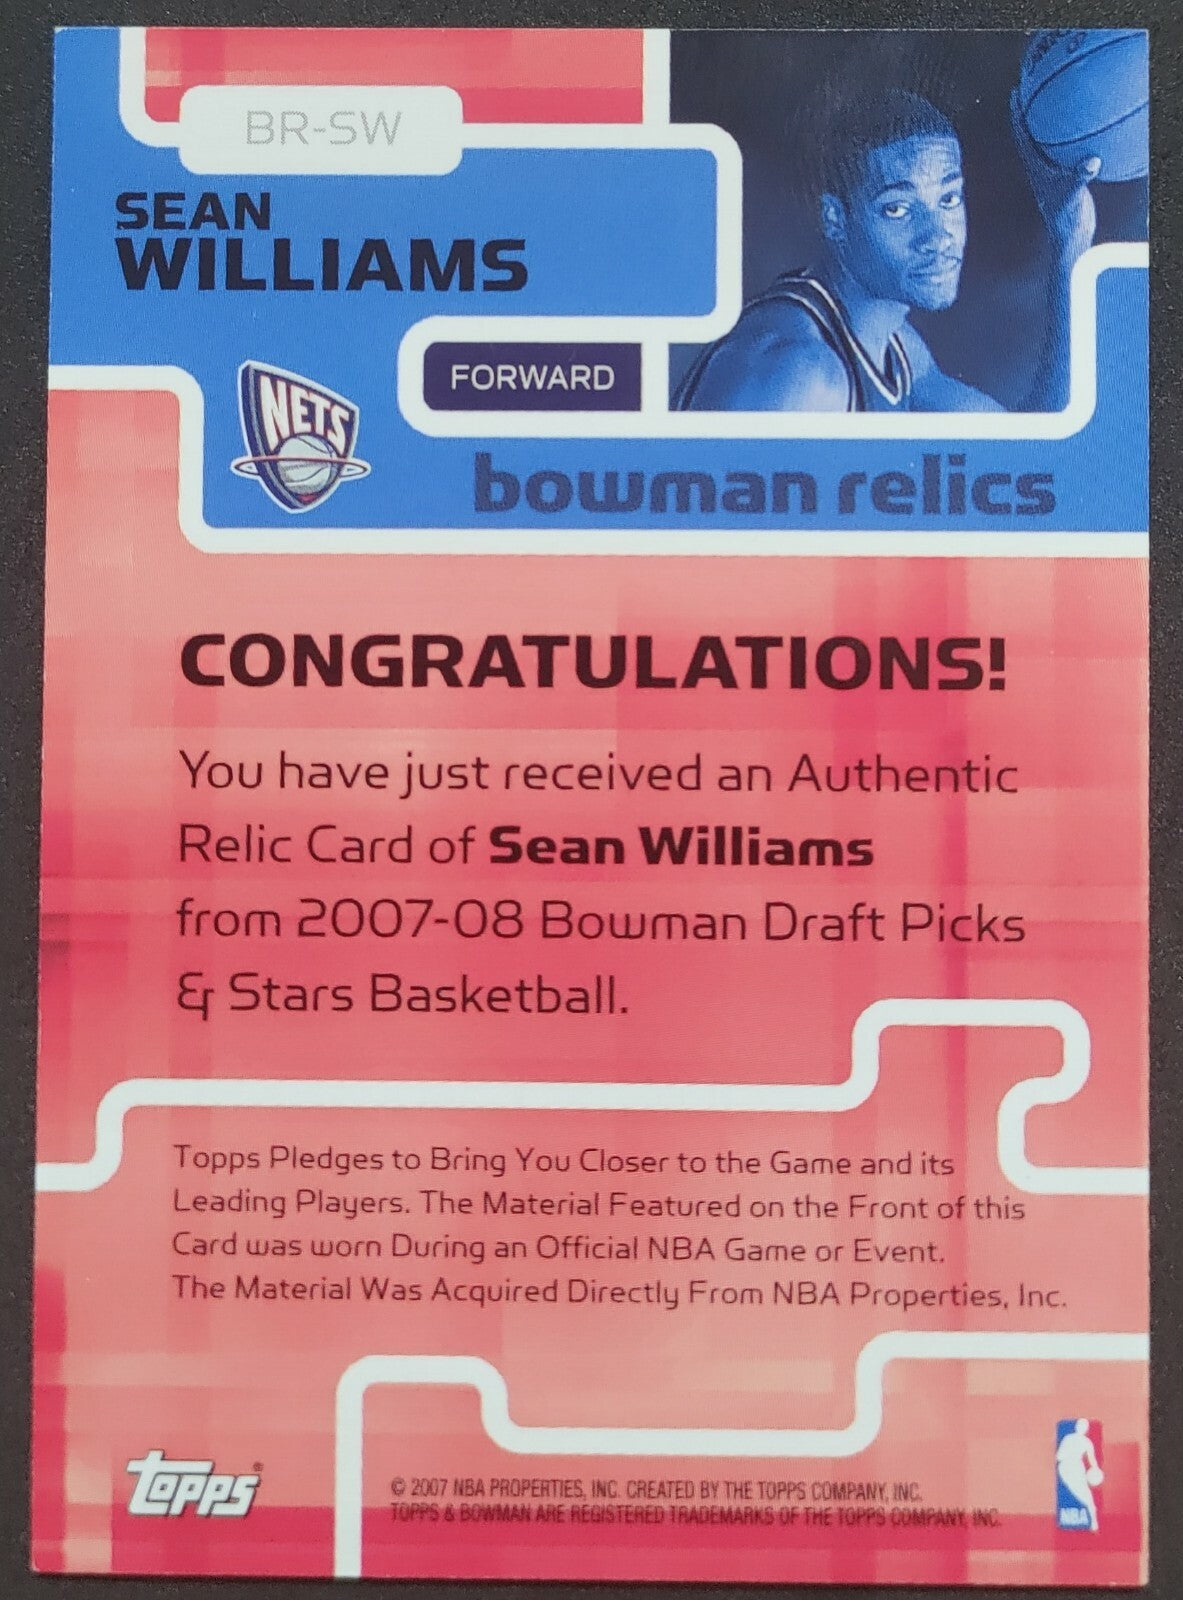 BR-SW
SEAN
WILLIAMS
FORWARD
NETS
bowman relics
CONGRATULATIONS!
You have just received an Authentic
Relic Card of Sean Williams
from 2007-08 Bowman Draft Picks
& Stars Basketball.
Topps Pledges to Bring You Closer to the Game and its
Leading Players. The Material Featured on the Front of this
Card was worn During an Official NBA Game or Event.
The Material Was Acquired Directly From NBA Properties, Inc.
Topps®
© 2007 NBA PROPERTIES, INC. CREATED BY THE TOPPS COMPANY, INC.
TOPPS & BOWMAN ARE REGISTERED TRADEMARKS OF THE TOPPS COMPANY, INC.
NBA